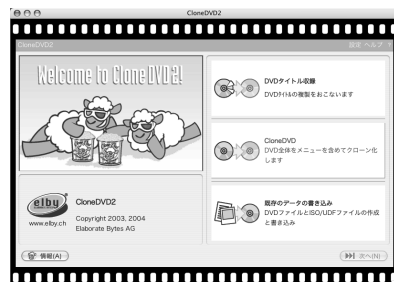 CloneDVD2
CloneDVD2
設定 ヘルプ ?
Welcome to CloneDVD2!
DVDタイトル収録
DVDﾀｲﾄﾙの複製をおこないます
CloneDVD
DVD全体をメニューを含めてクローン化
します
既存のデータの書き込み
DVDファイルとISO/UDFファイルの作成
と書き込み
elby
www.elby.ch
CloneDVD2
Copyright 2003, 2004
Elaborate Bytes AG
情報(A)
次へ(N)